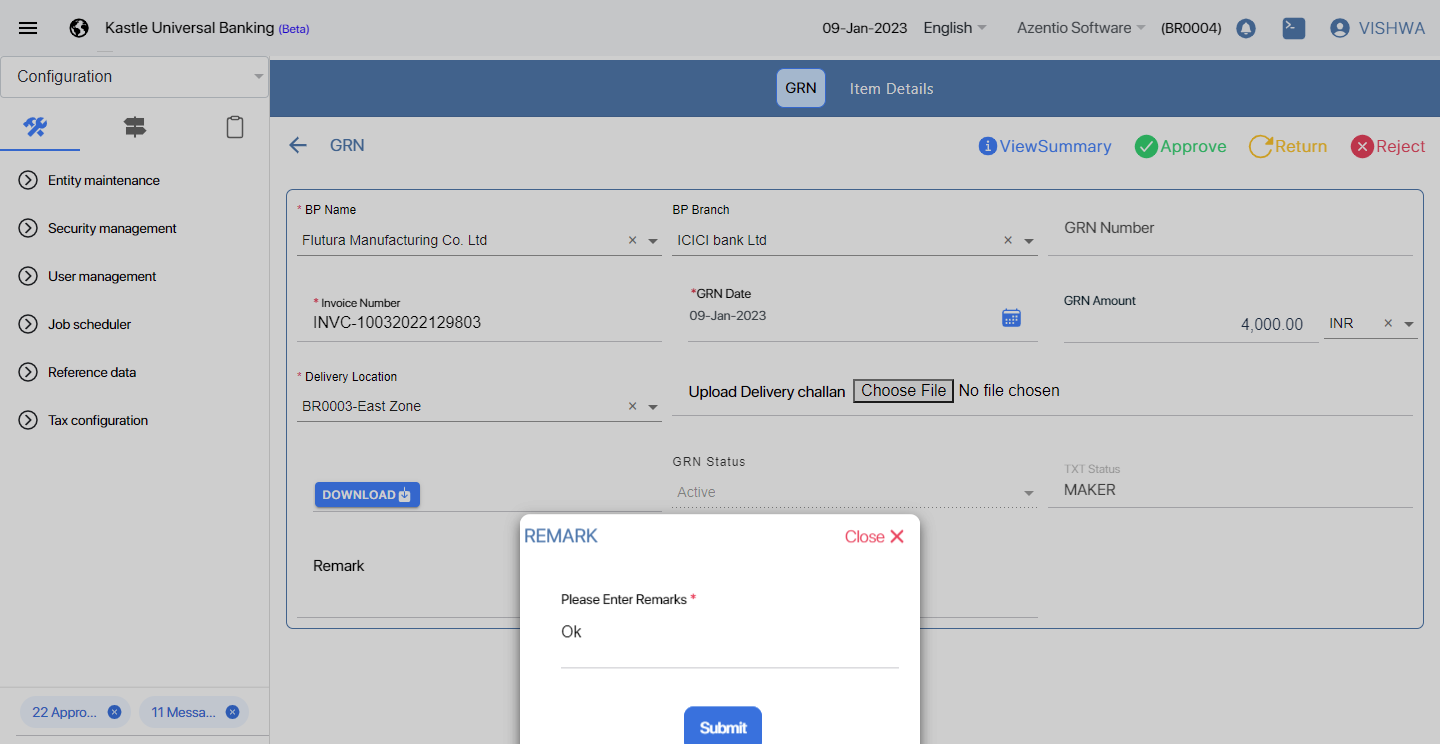 Kastle Universal Banking (Beta)
09-Jan-2023 English Azentio Software (BR0004) VISHWA
Configuration
GRN Item Details
GRN
ViewSummary Approve Return Reject
Entity maintenance
Security management
User management
Job scheduler
Reference data
Tax configuration
* BP Name
Flutura Manufacturing Co. Ltd
BP Branch
ICICI bank Ltd
GRN Number
* Invoice Number
INVC-10032022129803
*GRN Date
09-Jan-2023
GRN Amount
4,000.00 INR
* Delivery Location
BR0003-East Zone
Upload Delivery challan Choose File No file chosen
DOWNLOAD
GRN Status
Active
TXT Status
MAKER
Remark
REMARK Close
Please Enter Remarks *
Ok
Submit
22 Appro... 11 Messa...